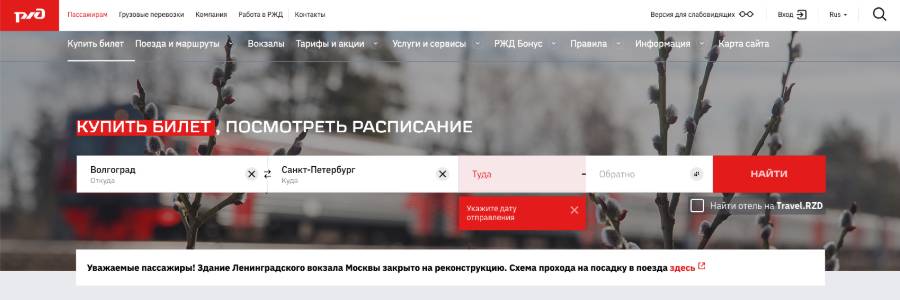 РЖД Пассажирам Грузовые перевозки Компания Работа в РЖД Контакты Версия для слабовидящих Вход Rus
Купить билет Поезда и маршруты Вокзалы Тарифы и акции Услуги и сервисы РЖД Бонус Правила Информация Карта сайта
КУПИТЬ БИЛЕТ, ПОСМОТРЕТЬ РАСПИСАНИЕ
Волгоград Санкт-Петербург Туда Обратно НАЙТИ
Откуда Куда
Укажите дату
отправления
Найти отель на Travel.RZD
Уважаемые пассажиры! Здание Ленинградского вокзала Москвы закрыто на реконструкцию. Схема прохода на посадку в поезда здесь